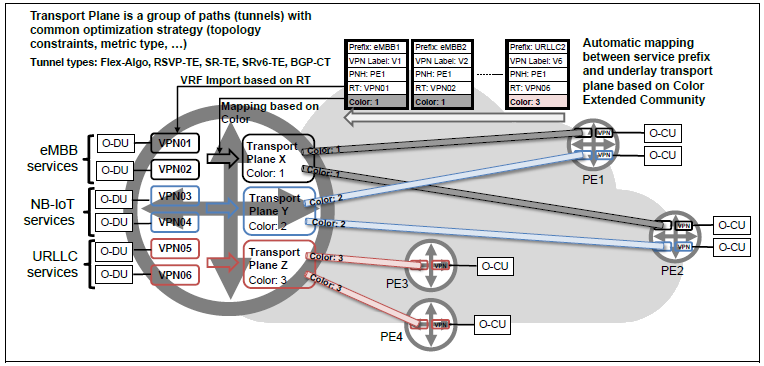 Transport Plane is a group of paths (tunnels) with
common optimization strategy (topology
constraints, metric type, …)
Tunnel types: Flex-Algo, RSVP-TE, SR-TE, SRv6-TE, BGP-CT
VRF Import based on RT
Mapping based on
Color
Prefix: eMBB1
VPN Label: V1
PNH: PE1
RT: VPN01
Color: 1
Prefix: eMBB2
VPN Label: V2
PNH: PE1
RT: VPN02
Color: 1
........
Prefix: URLLC2
VPN Label: V6
PNH: PE1
RT: VPN06
Color: 3
Automatic mapping
between service prefix
and underlay transport
plane based on Color
Extended Community
eMBB
services
O-DU
VPN01
O-DU
VPN02
NB-IoT
services
O-DU
VPN03
O-DU
VPN04
URLLC
services
O-DU
VPN05
O-DU
VPN06
Transport
Plane X
Color: 1
Transport
Plane Y
Color: 2
Transport
Plane Z
Color: 3
Color: 1
Color: 1
Color: 2
Color: 2
Color: 3
Color: 3
VPN
O-CU
VPN
O-CU
PE1
VPN
O-CU
VPN
O-CU
PE2
VPN
O-CU
PE3
VPN
O-CU
PE4